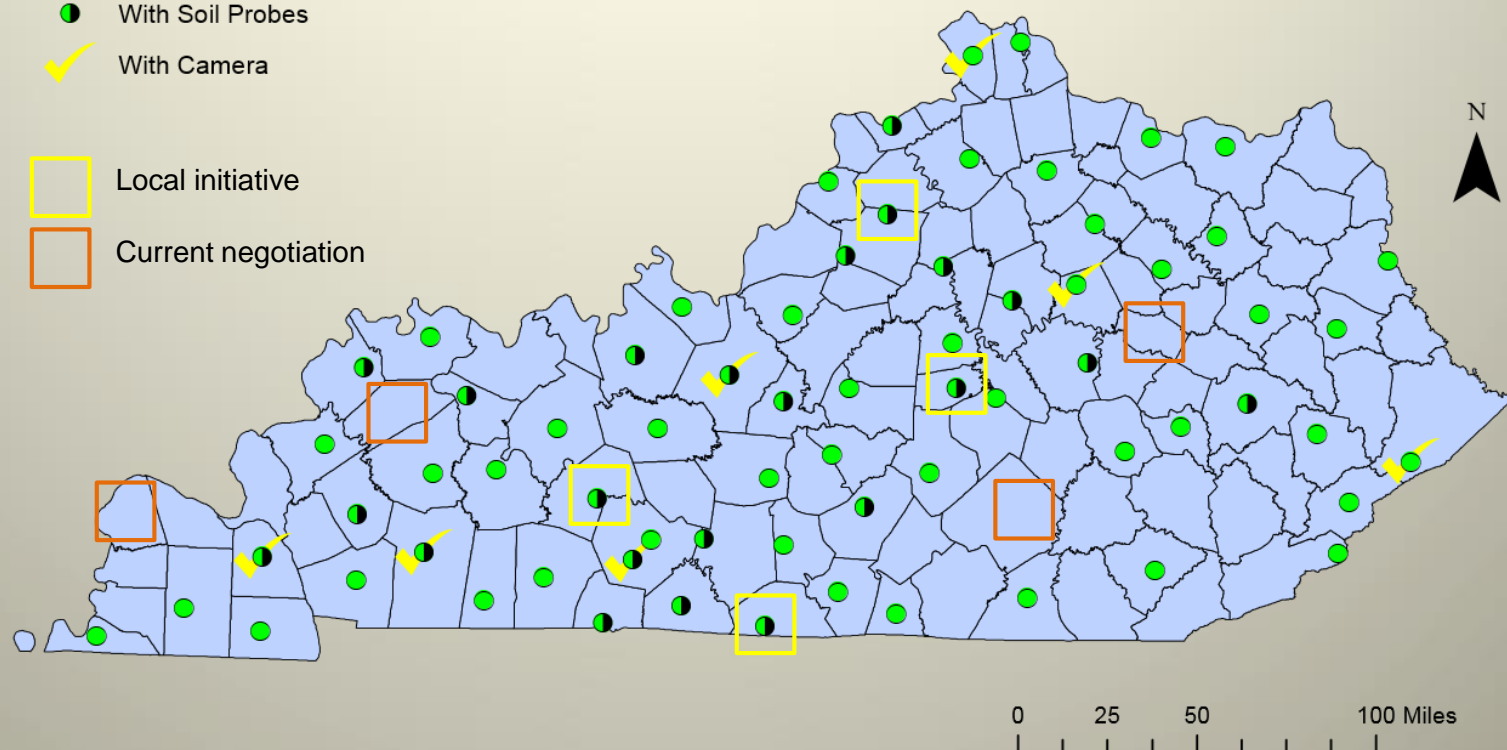 With Soil Probes
With Camera
Local initiative
Current negotiation
N
0 25 50 100 Miles